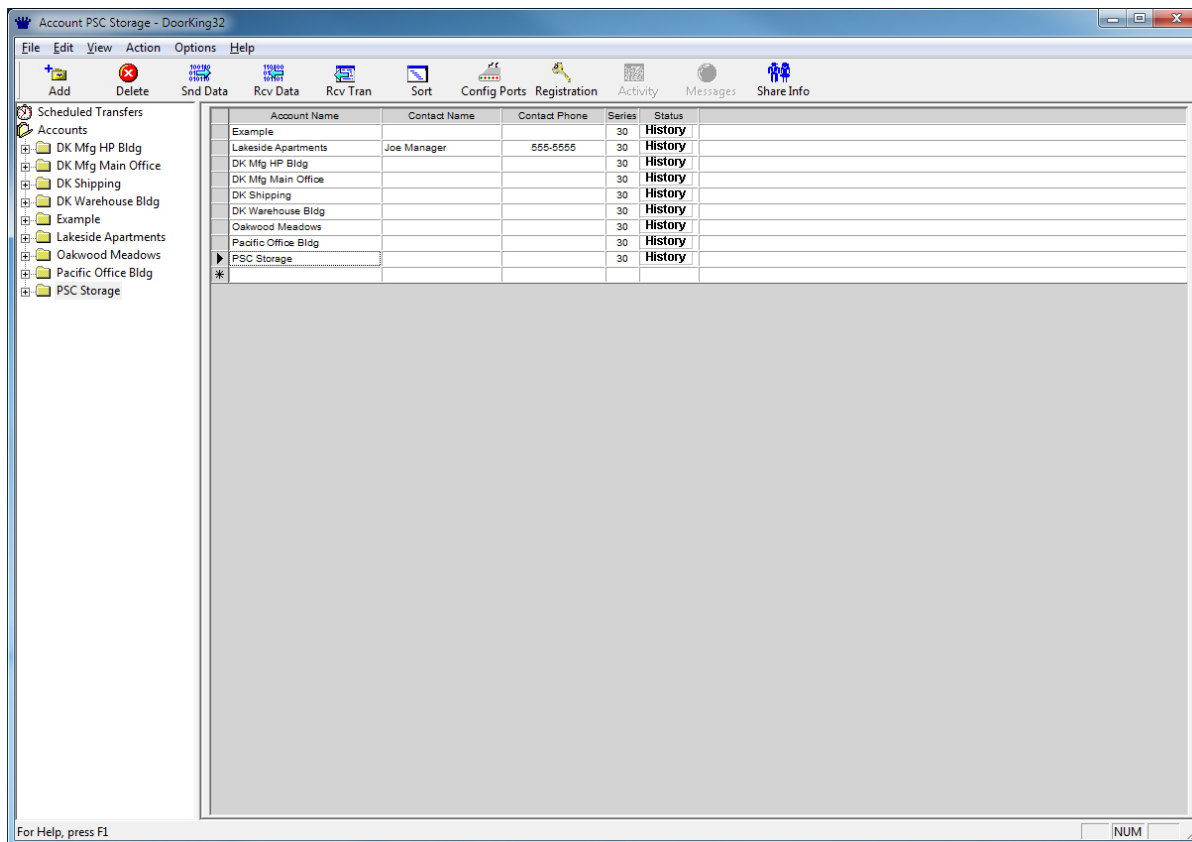 Account PSC Storage - DoorKing32
File Edit View Action Options Help
Add Delete Snd Data Rcv Data Rcv Tran Sort Config Ports Registration Activity Messages Share Info
Scheduled Transfers
Accounts
DK Mfg HP Bldg
DK Mfg Main Office
DK Shipping
DK Warehouse Bldg
Example
Lakeside Apartments
Oakwood Meadows
Pacific Office Bldg
PSC Storage
Account Name Contact Name Contact Phone Series Status
Example 30 History
Lakeside Apartments Joe Manager 555-5555 30 History
DK Mfg HP Bldg 30 History
DK Mfg Main Office 30 History
DK Shipping 30 History
DK Warehouse Bldg 30 History
Oakwood Meadows 30 History
Pacific Office Bldg 30 History
PSC Storage 30 History
For Help, press F1 NUM